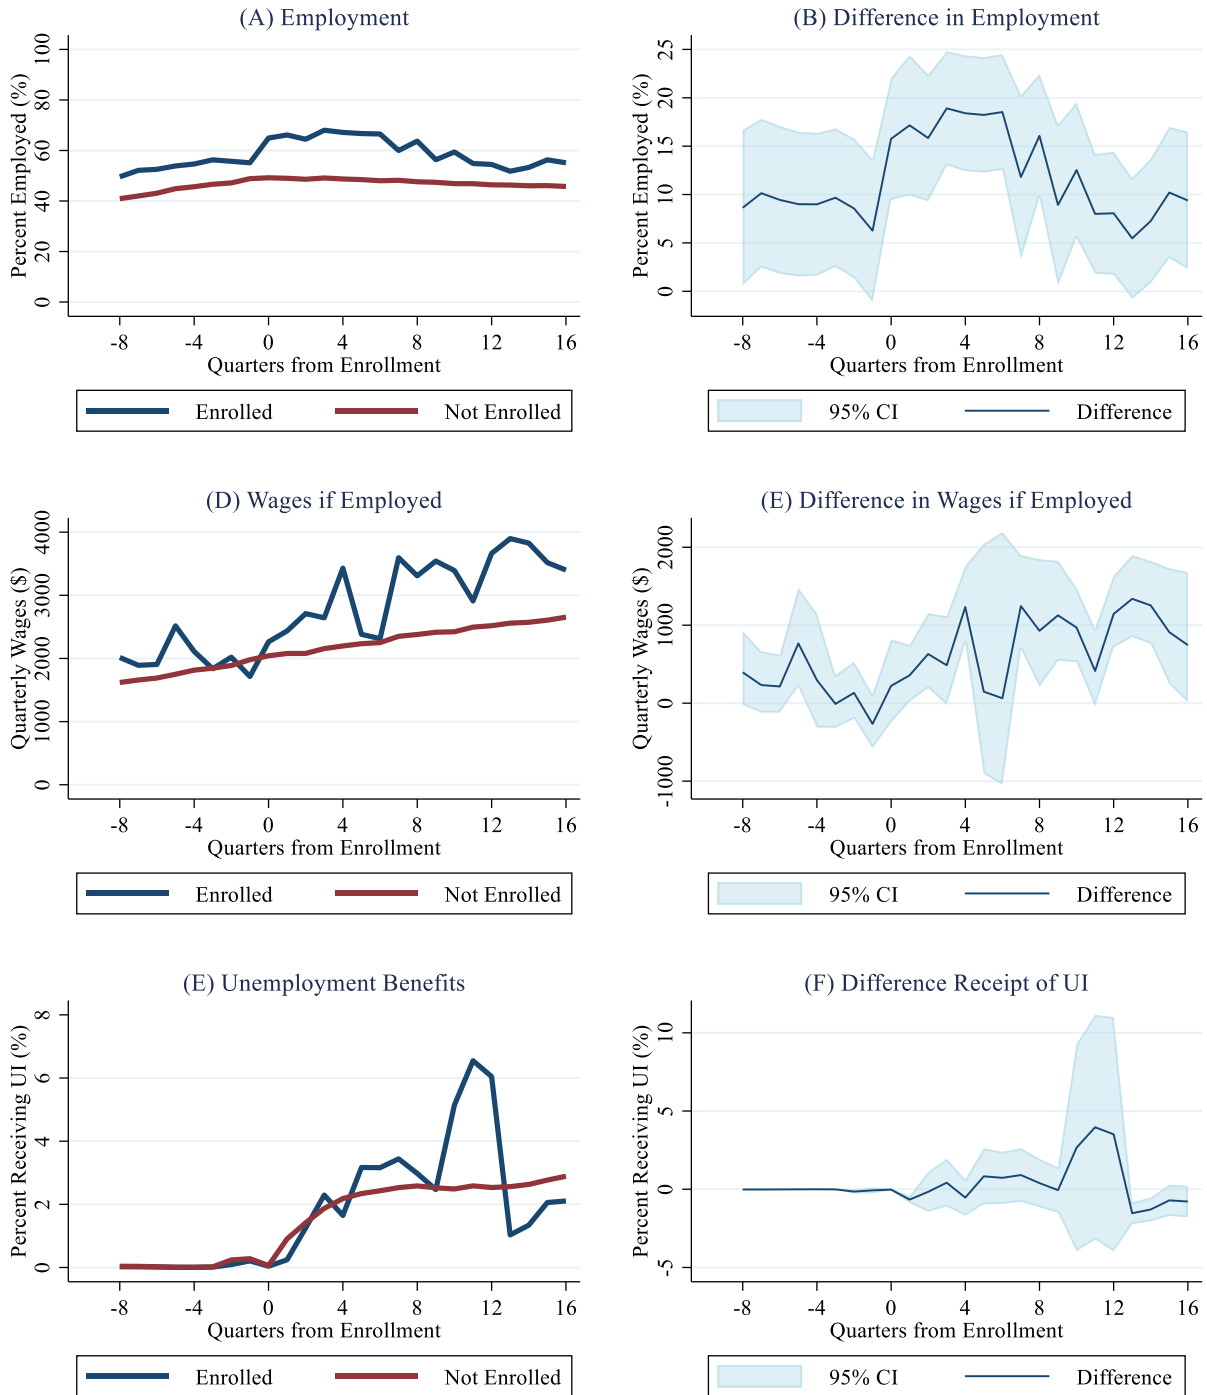 (A) Employment
Percent Employed (%)
100
80
60
40
20
0
-8 -4 0 4 8 12 16
Quarters from Enrollment
Enrolled Not Enrolled
(B) Difference in Employment
Percent Employed (%)
25
20
15
10
5
0
-8 -4 0 4 8 12 16
Quarters from Enrollment
95% CI Difference
(D) Wages if Employed
Quarterly Wages ($)
4000
3000
2000
1000
0
-8 -4 0 4 8 12 16
Quarters from Enrollment
Enrolled Not Enrolled
(E) Difference in Wages if Employed
Quarterly Wages ($)
2000
1000
0
-1000
-8 -4 0 4 8 12 16
Quarters from Enrollment
95% CI Difference
(E) Unemployment Benefits
Percent Receiving UI (%)
8
6
4
2
0
-8 -4 0 4 8 12 16
Quarters from Enrollment
Enrolled Not Enrolled
(F) Difference Receipt of UI
Percent Receiving UI (%)
10
5
0
-5
-8 -4 0 4 8 12 16
Quarters from Enrollment
95% CI Difference